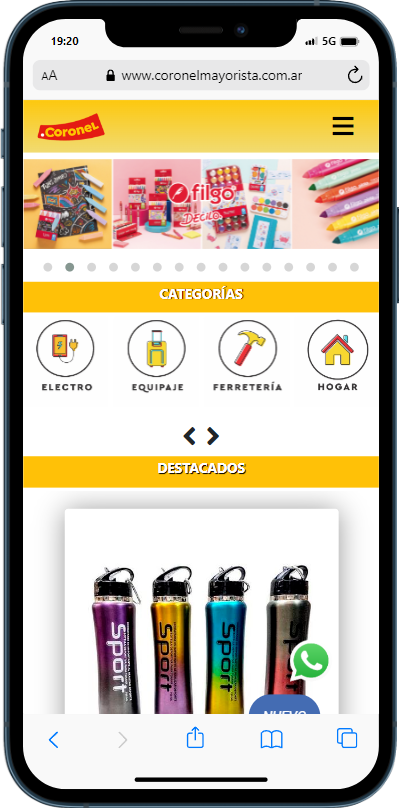 19:20
5G
AA
www.coronelmayorista.com.ar
.CORONEL
filgo
CATEGORÍAS
ELECTRO
EQUIPAJE
FERRETERÍA
HOGAR
DESTACADOS
Sport
Sport
Sport
Sport
NUEVO